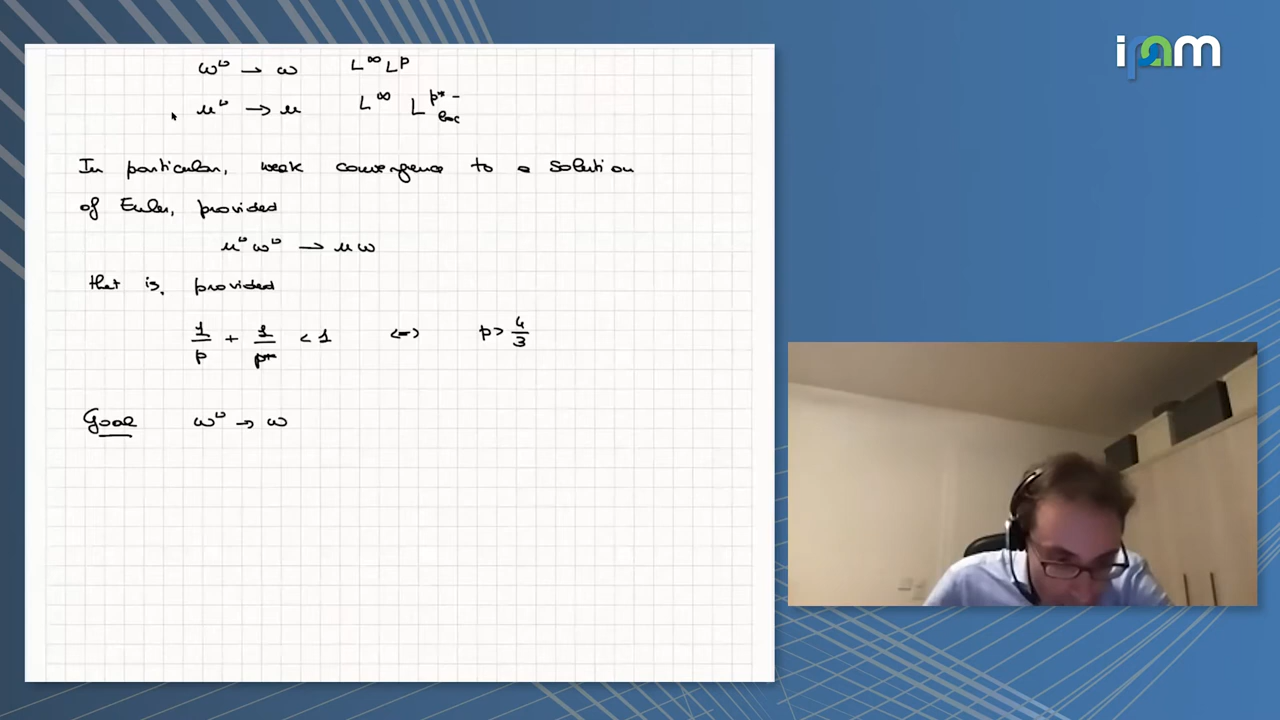 ipam
ω^ν → ω L^∞ L^p
u^ν → u L^∞ L^{p*-}_{loc}
In particular, weak convergence to a solution
of Euler, provided
u^ν ω^ν → u ω
that is, provided
1/p + 1/p* < 1 <=> p > 4/3
Goal ω^ν → ω